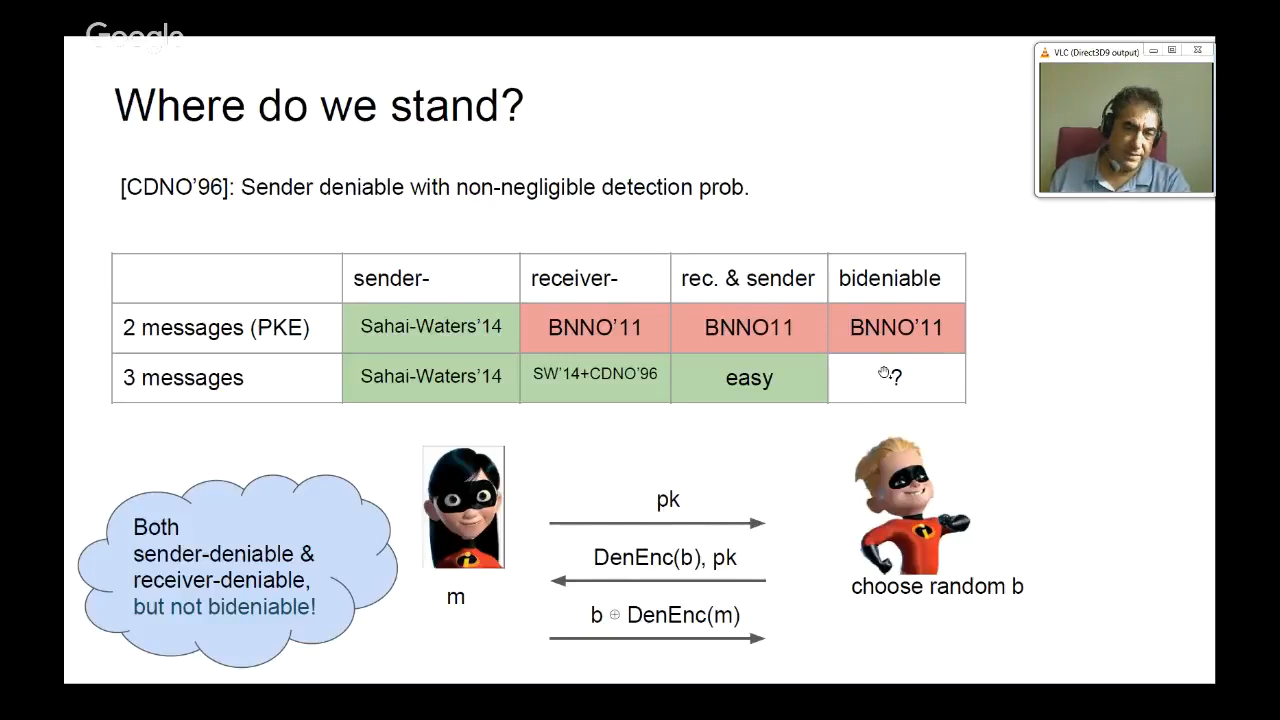 Google
VLC (Direct3D9 output)
Where do we stand?
[CDNO'96]: Sender deniable with non-negligible detection prob.
sender- receiver- rec. & sender bideniable
2 messages (PKE) Sahai-Waters'14 BNNO'11 BNNO11 BNNO'11
3 messages Sahai-Waters'14 SW'14+CDNO'96 easy ?
Both
sender-deniable &
receiver-deniable,
but not bideniable!
pk
DenEnc(b), pk
b ⊕ DenEnc(m)
m
choose random b